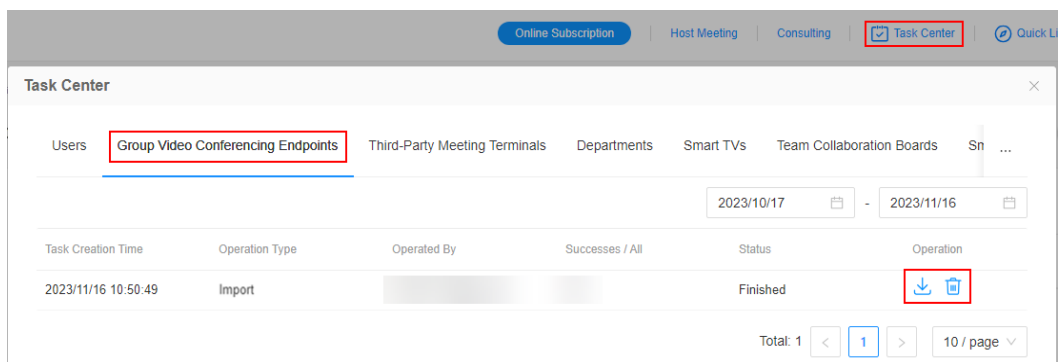 Online Subscription Host Meeting Consulting Task Center Quick Li
Task Center
Users Group Video Conferencing Endpoints Third-Party Meeting Terminals Departments Smart TVs Team Collaboration Boards Sm ...
2023/10/17 - 2023/11/16
Task Creation Time Operation Type Operated By Successes / All Status Operation
2023/11/16 10:50:49 Import Finished
Total: 1 < 1 > 10 / page